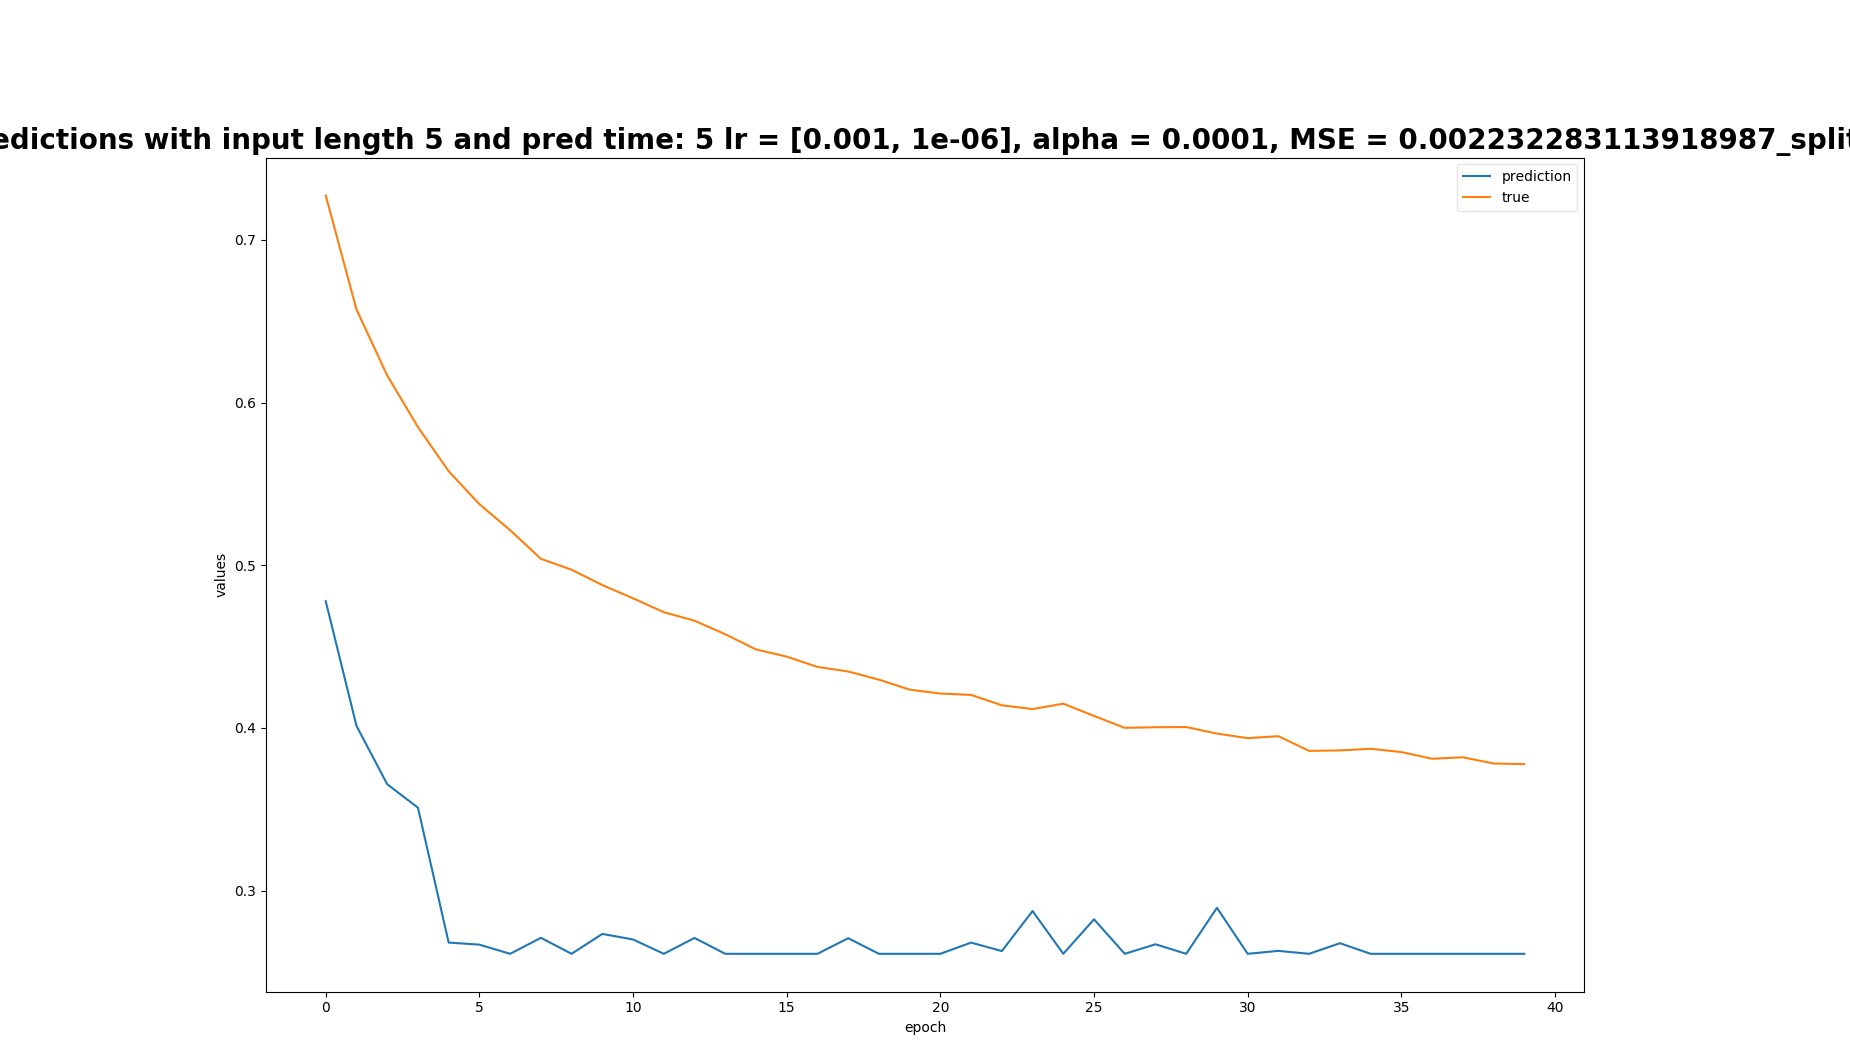 edictions with input length 5 and pred time: 5 lr = [0.001, 1e-06], alpha = 0.0001, MSE = 0.002232283113918987_split
prediction
true
0.7
0.6
0.5
0.4
0.3
values
0 5 10 15 20 25 30 35 40
epoch